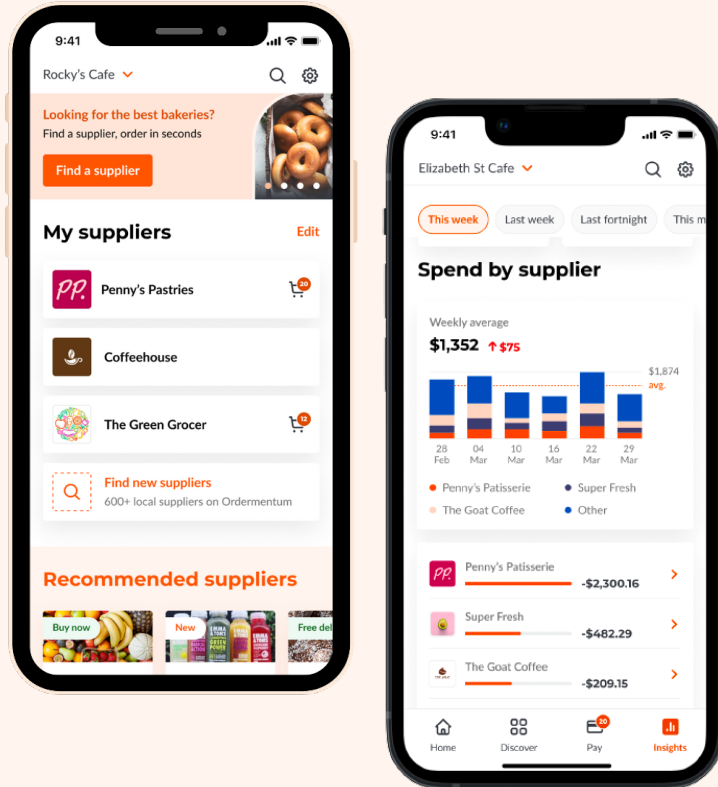 9:41
Rocky's Cafe
Looking for the best bakeries?
Find a supplier, order in seconds
Find a supplier
My suppliers
Edit
PP.
Penny's Pastries
20
Coffeehouse
The Green Grocer
12
Find new suppliers
600+ local suppliers on Ordermentum
Recommended suppliers
Buy now
New
Free del
EMMA & TOM'S
GREEN POWER
9:41
Elizabeth St Cafe
This week
Last week
Last fortnight
This m
Spend by supplier
Weekly average
$1,352
$75
$1,874
avg.
28 Feb
04 Mar
10 Mar
16 Mar
22 Mar
29 Mar
Penny's Patisserie
Super Fresh
The Goat Coffee
Other
PP.
Penny's Patisserie
-$2,300.16
Super Fresh
-$482.29
The Goat Coffee
-$209.15
Home
Discover
20
Pay
Insights